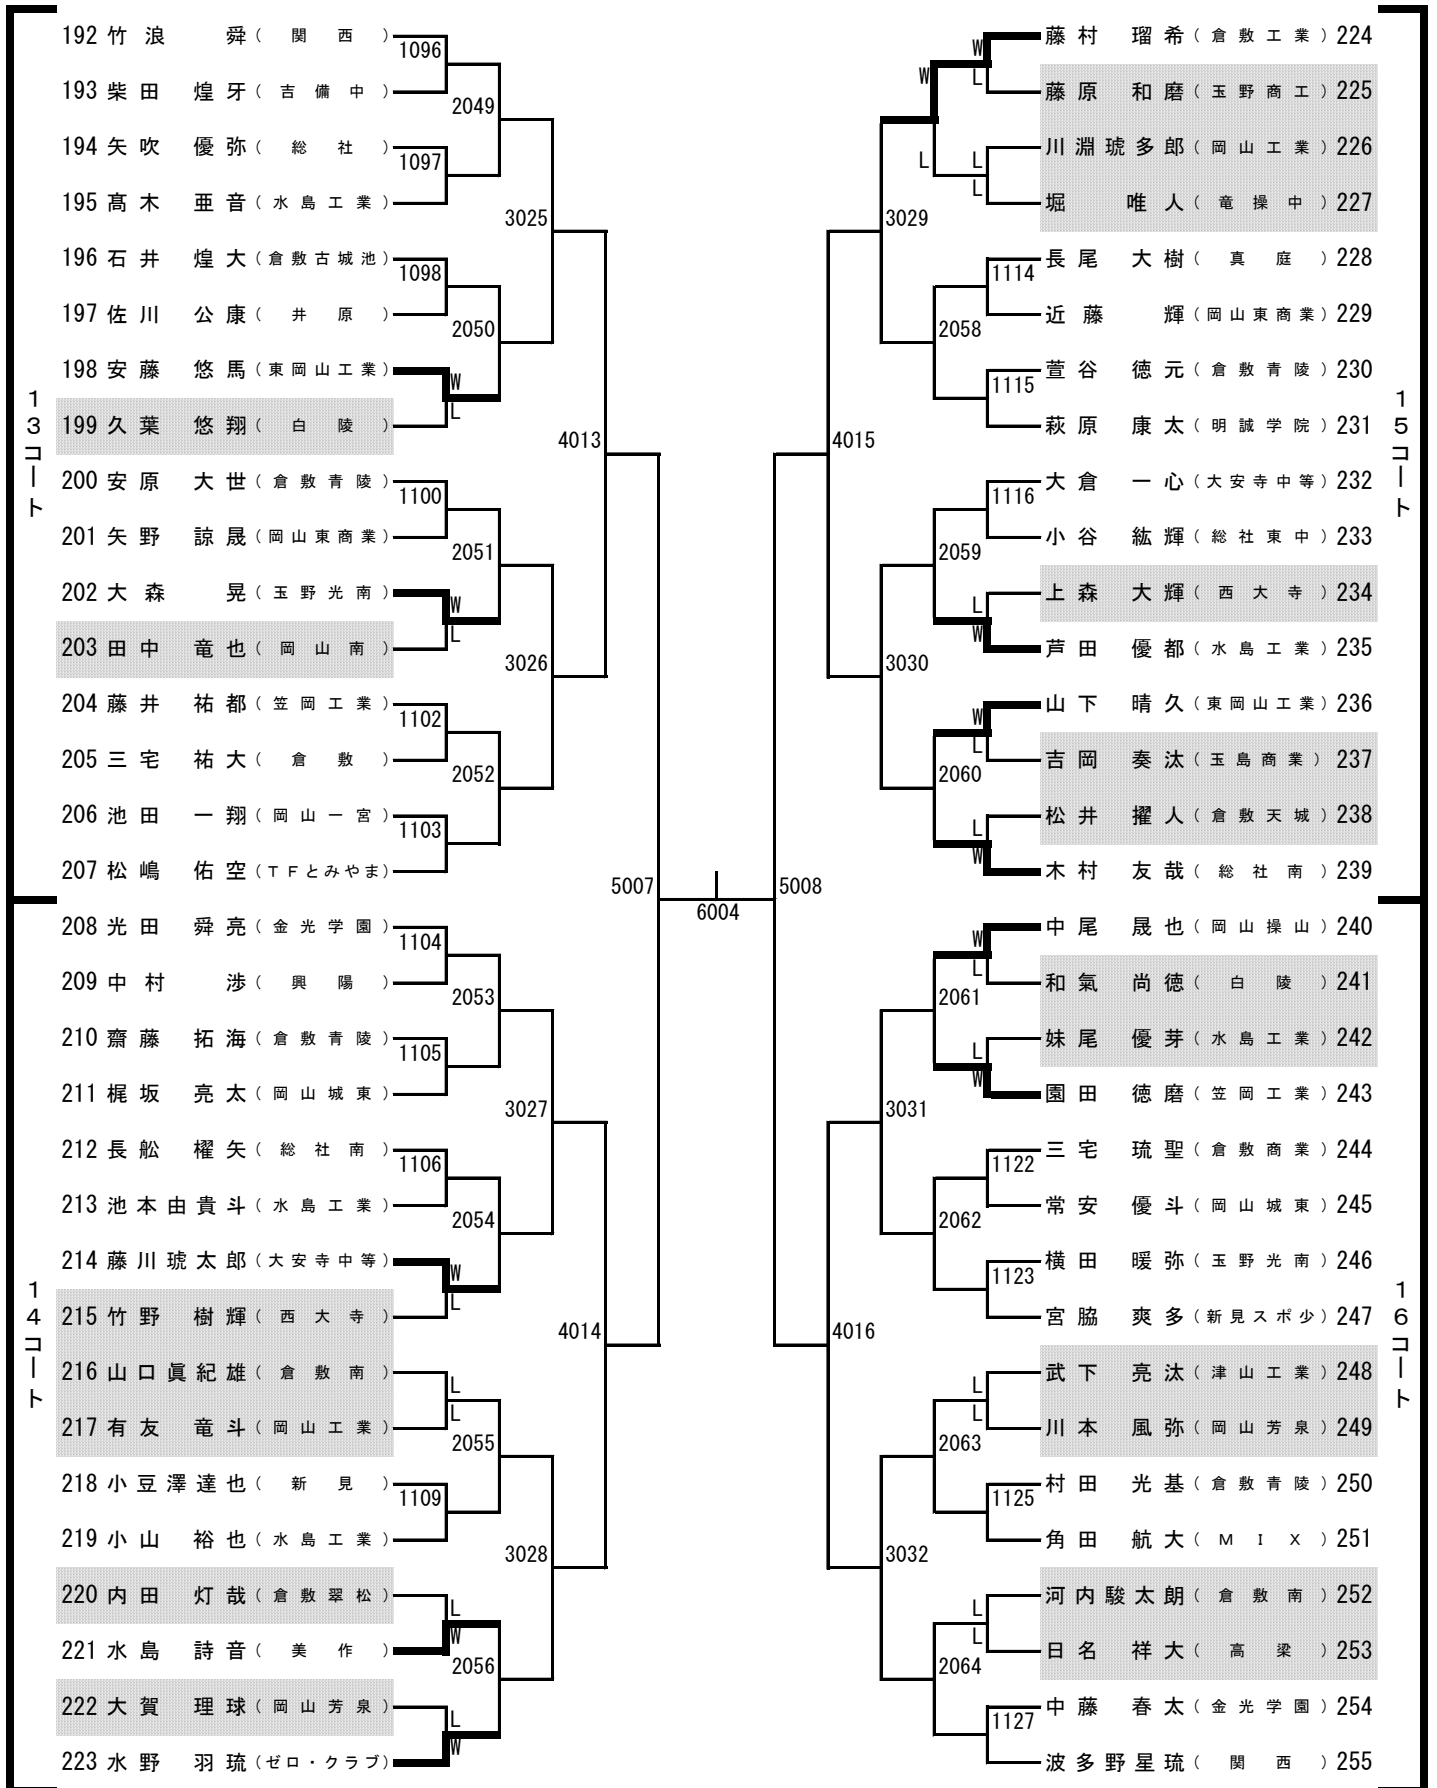 13コート
192 竹浪 舜 (関西)
193 柴田 煌牙 (吉備中)
194 矢吹 優弥 (総社)
195 髙木 亜音 (水島工業)
196 石井 煌大 (倉敷古城池)
197 佐川 公康 (井原)
198 安藤 悠馬 (東岡山工業)
199 久葉 悠翔 (白陵)
200 安原 大世 (倉敷青陵)
201 矢野 諒晟 (岡山東商業)
202 大森 晃 (玉野光南)
203 田中 竜也 (岡山南)
204 藤井 祐都 (笠岡工業)
205 三宅 祐大 (倉敷)
206 池田 一翔 (岡山一宮)
207 松嶋 佑空 (TFとみやま)
1096
1097
1098
W
L
1100
W
L
1102
1103
2049
2050
2051
2052
3025
3026
4013
14コート
208 光田 舜亮 (金光学園)
209 中村 渉 (興陽)
210 齋藤 拓海 (倉敷青陵)
211 梶坂 亮太 (岡山城東)
212 長舩 櫂矢 (総社南)
213 池本由貴斗 (水島工業)
214 藤川琥太郎 (大安寺中等)
215 竹野 樹輝 (西大寺)
216 山口眞紀雄 (倉敷南)
217 有友 竜斗 (岡山工業)
218 小豆澤達也 (新見)
219 小山 裕也 (水島工業)
220 内田 灯哉 (倉敷翠松)
221 水島 詩音 (美作)
222 大賀 理球 (岡山芳泉)
223 水野 羽琉 (ゼロ・クラブ)
1104
1105
1106
W
L
L
L
1109
L
W
L
W
2053
2054
2055
2056
3027
3028
4014
5007
6004
5008
15コート
藤村 瑠希 (倉敷工業) 224
藤原 和磨 (玉野商工) 225
川淵琥多郎 (岡山工業) 226
堀 唯人 (竜操中) 227
長尾 大樹 (真庭) 228
近藤 輝 (岡山東商業) 229
萱谷 徳元 (倉敷青陵) 230
萩原 康太 (明誠学院) 231
大倉 一心 (大安寺中等) 232
小谷 紘輝 (総社東中) 233
上森 大輝 (西大寺) 234
芦田 優都 (水島工業) 235
山下 晴久 (東岡山工業) 236
吉岡 奏汰 (玉島商業) 237
松井 擢人 (倉敷天城) 238
木村 友哉 (総社南) 239
W
L
L
L
1114
1115
1116
L
W
W
L
L
W
W
L
2058
2059
2060
3029
3030
4015
16コート
中尾 晟也 (岡山操山) 240
和氣 尚徳 (白陵) 241
妹尾 優芽 (水島工業) 242
園田 徳磨 (笠岡工業) 243
三宅 琉聖 (倉敷商業) 244
常安 優斗 (岡山城東) 245
横田 暖弥 (玉野光南) 246
宮脇 爽多 (新見スポ少) 247
武下 亮汰 (津山工業) 248
川本 風弥 (岡山芳泉) 249
村田 光基 (倉敷青陵) 250
角田 航大 (MIX) 251
河内駿太朗 (倉敷南) 252
日名 祥大 (高梁) 253
中藤 春太 (金光学園) 254
波多野星琉 (関西) 255
W
L
L
W
1122
1123
L
L
1125
L
L
1127
2061
2062
2063
2064
3031
3032
4016